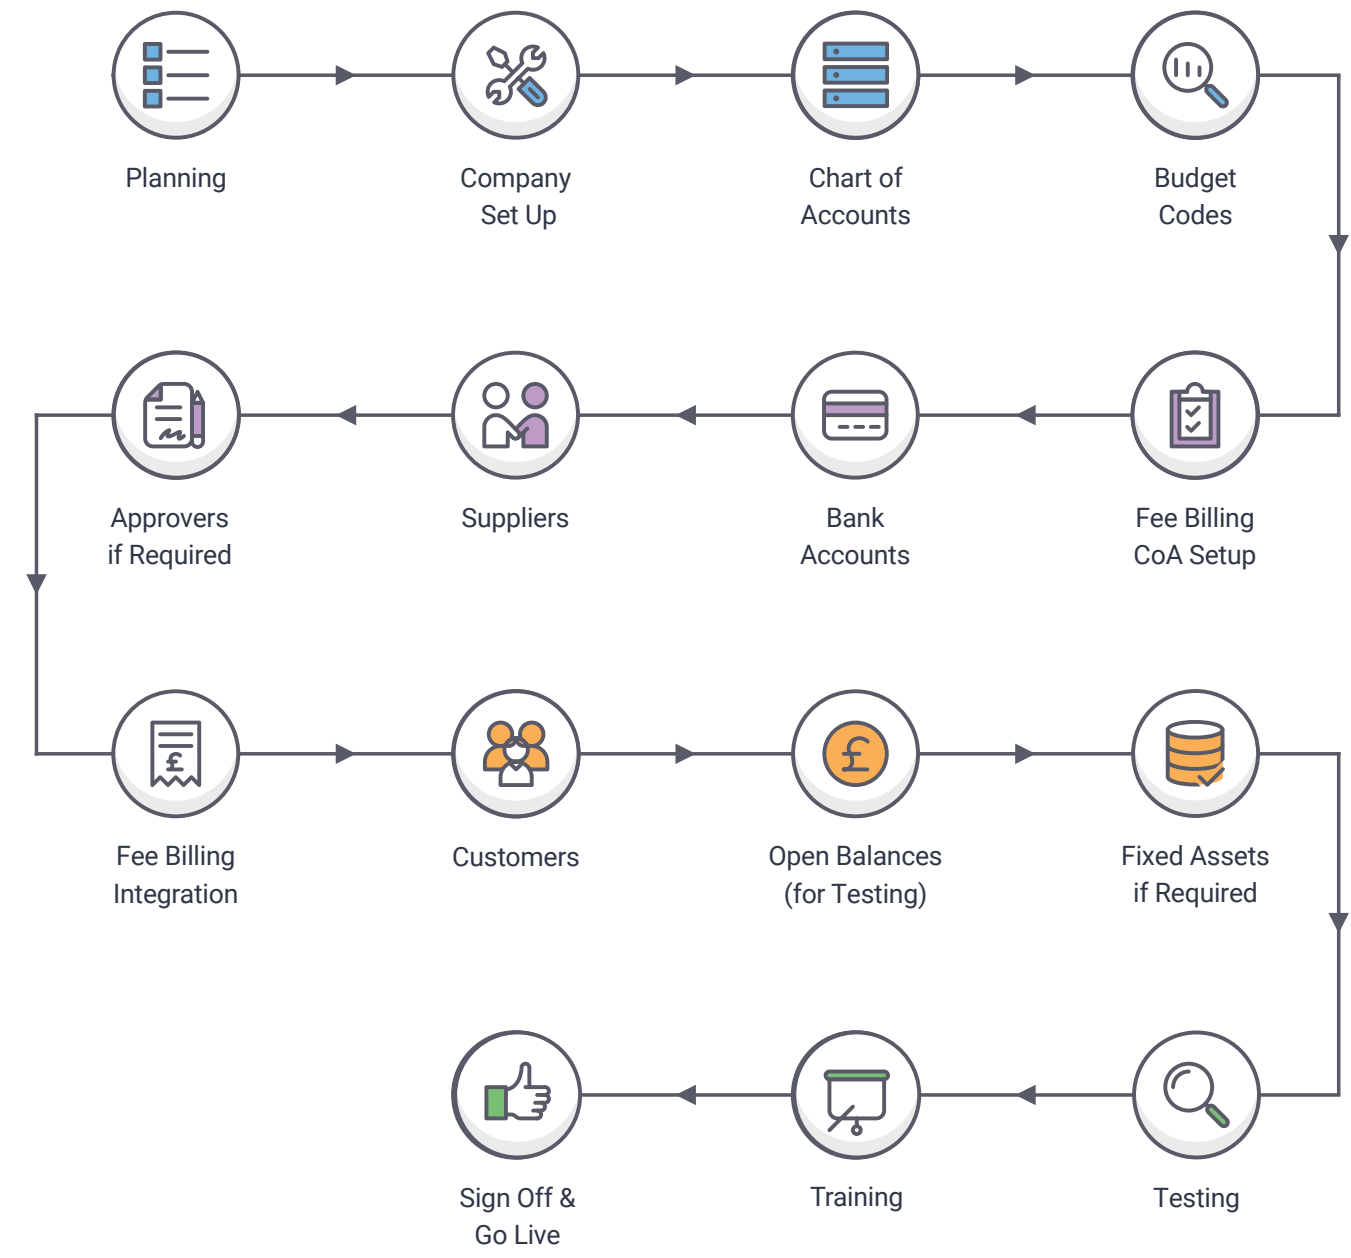 Planning
Company
Set Up
Chart of
Accounts
Budget
Codes
Approvers
if Required
Suppliers
Bank
Accounts
Fee Billing
CoA Setup
£
Fee Billing
Integration
Customers
£
Open Balances
(for Testing)
Fixed Assets
if Required
Sign Off &
Go Live
Training
Testing